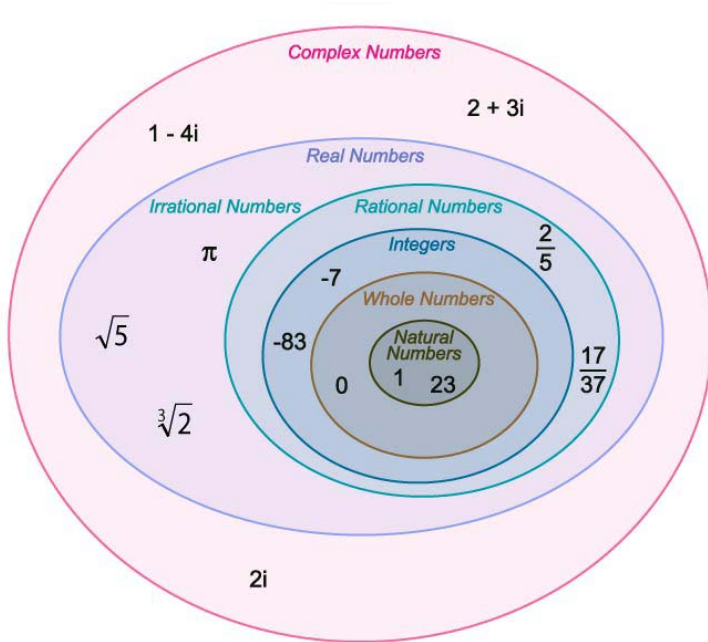 Complex Numbers
2 + 3i
1 - 4i
Real Numbers
Irrational Numbers
Rational Numbers
π
2/5
Integers
-7
Whole Numbers
√5
-83
Natural
Numbers
17/37
0
1
23
∛2
2i